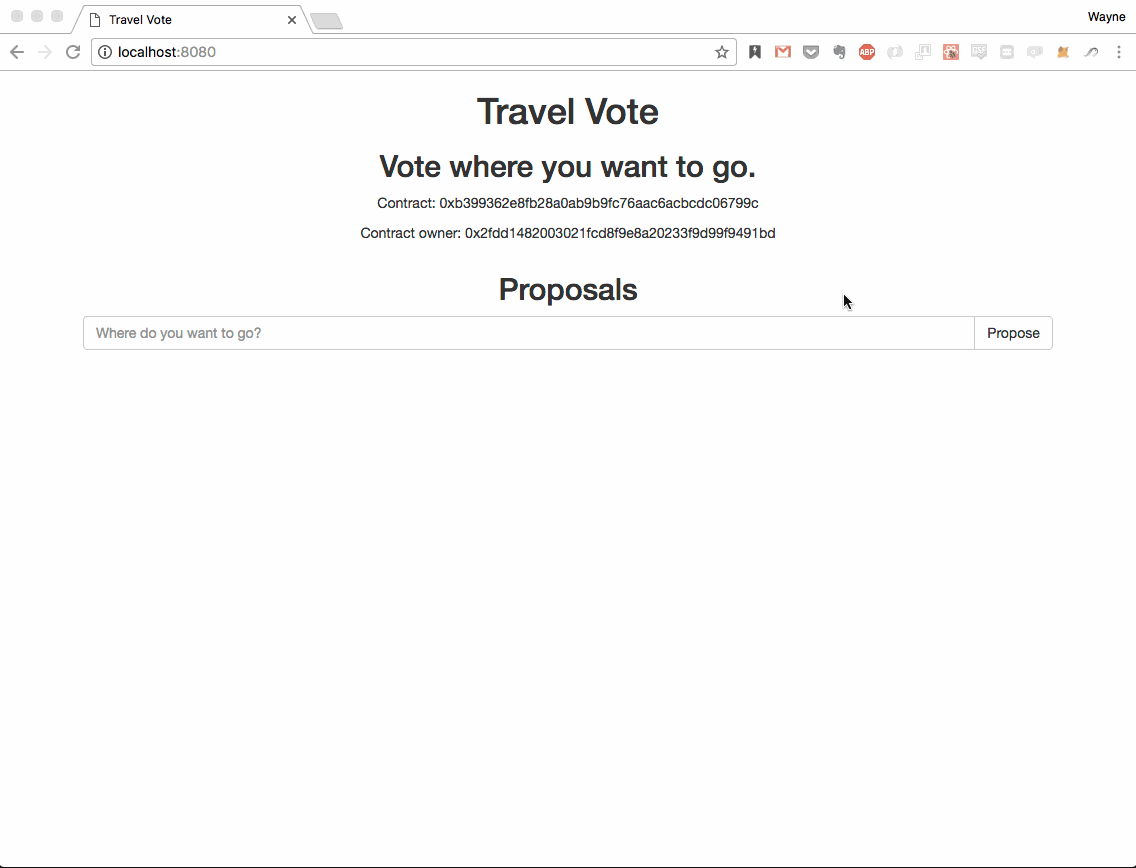 Travel Vote
Wayne
localhost:8080
ABP
Travel Vote
Vote where you want to go.
Contract: 0xb399362e8fb28a0ab9b9fc76aac6acbcdc06799c
Contract owner: 0x2fdd1482003021fcd8f9e8a20233f9d99f9491bd
Proposals
Where do you want to go?
Propose